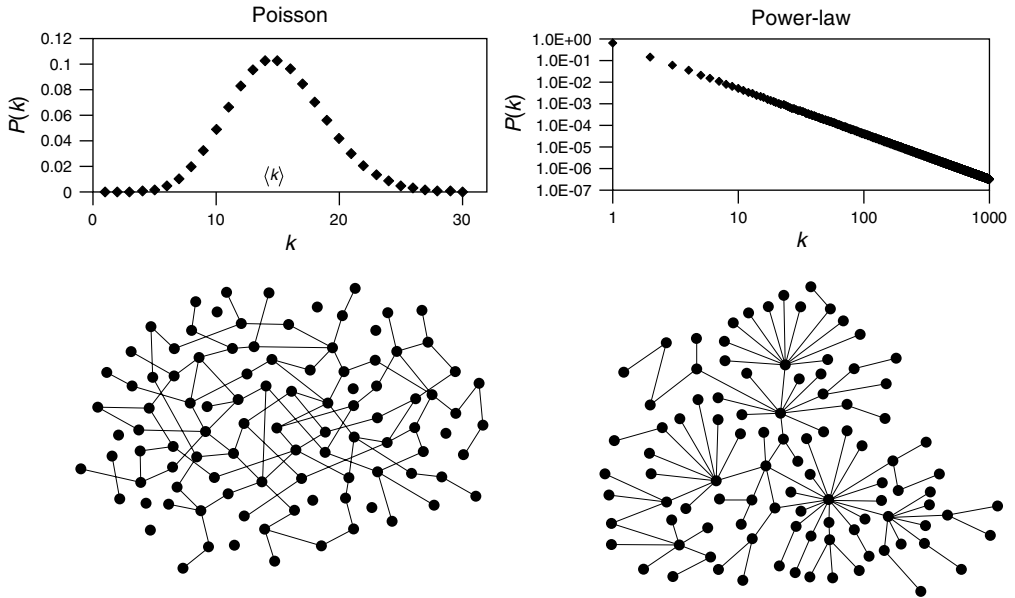 Poisson
P(k)
0.12
0.1
0.08
0.06
0.04
0.02
0
⟨k⟩
0
10
20
30
k
Power-law
P(k)
1.0E+00
1.0E-01
1.0E-02
1.0E-03
1.0E-04
1.0E-05
1.0E-06
1.0E-07
1
10
100
1000
k